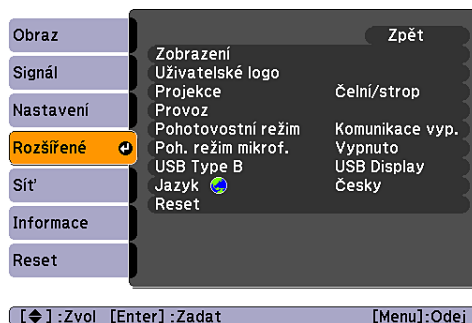 Obraz
Signál
Nastavení
Rozšířené
Síť
Informace
Reset
Zpět
Zobrazení
Uživatelské logo
Projekce Čelní/strop
Provoz
Pohotovostní režim Komunikace vyp.
Poh. režim mikrof. Vypnuto
USB Type B USB Display
Jazyk Česky
Reset
[ ] :Zvol [Enter] :Zadat [Menu]:Odej